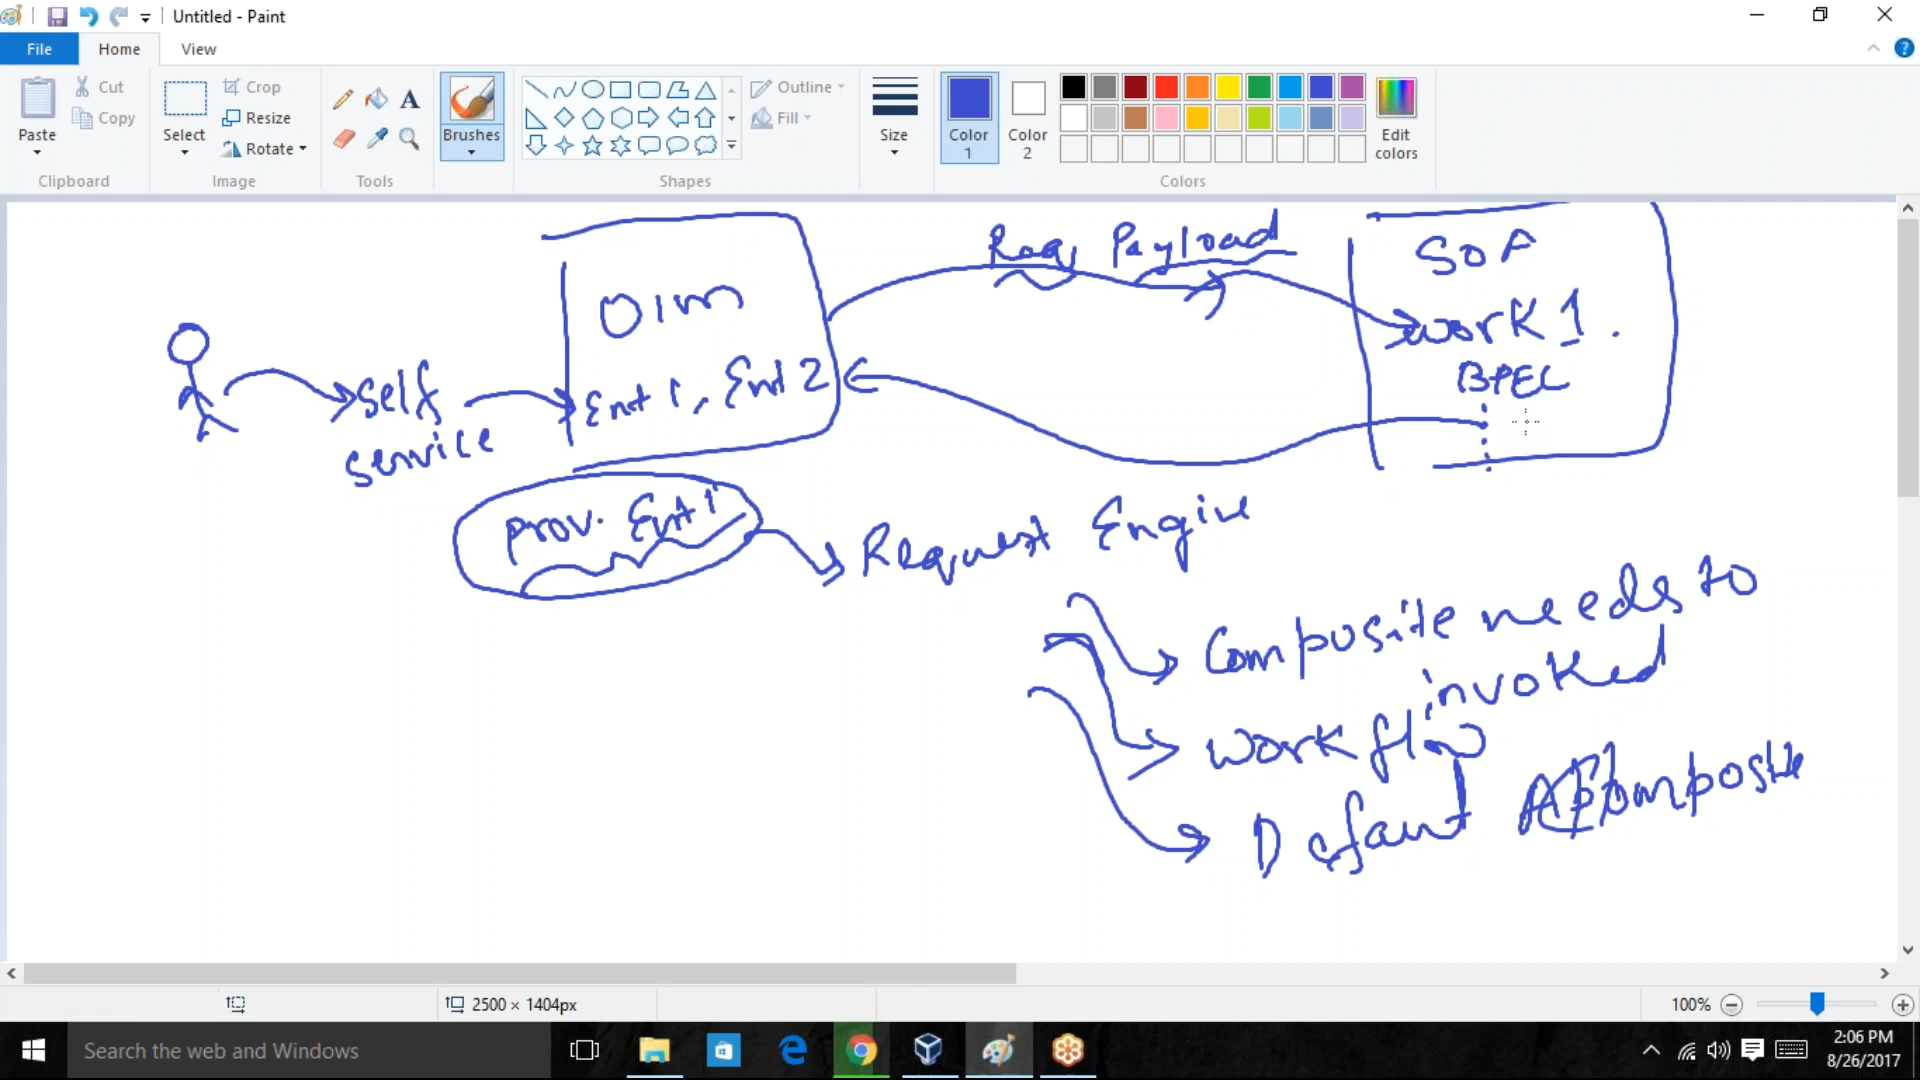 Untitled - Paint
File Home View
Paste
Cut
Copy
Clipboard
Select
Crop
Resize
Rotate
Image
Tools
Brushes
Shapes
Outline
Fill
Size
Color 1
Color 2
Edit colors
Colors
Req Payload
SOA
OIM
work 1.
BPEL
Self
service
Ent 1, Ent 2
Prov. Ent 1
Request Engine
Composite needs to
invoked
workflow
Default Composite
2500 × 1404px
100%
Search the web and Windows
2:06 PM
8/26/2017